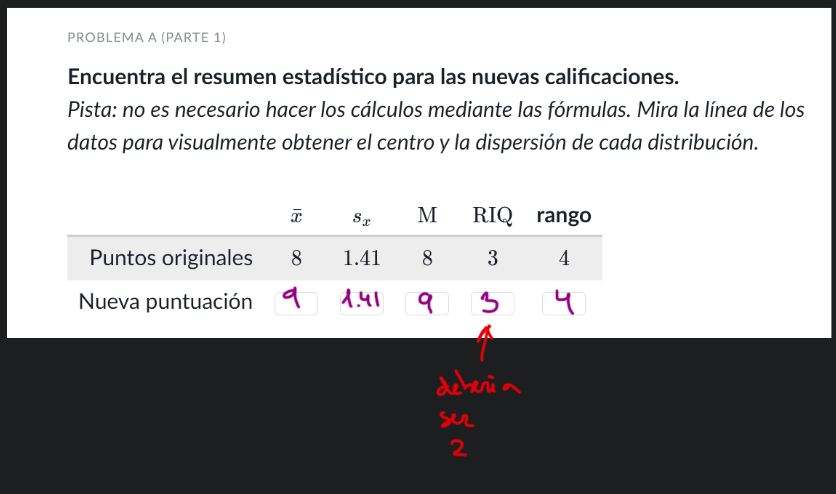 PROBLEMA A (PARTE 1)
Encuentra el resumen estadístico para las nuevas calificaciones.
Pista: no es necesario hacer los cálculos mediante las fórmulas. Mira la línea de los
datos para visualmente obtener el centro y la dispersión de cada distribución.
x̄ sₓ M RIQ rango
Puntos originales 8 1.41 8 3 4
Nueva puntuación 9 1.41 9 3 4
deberia
ser
2